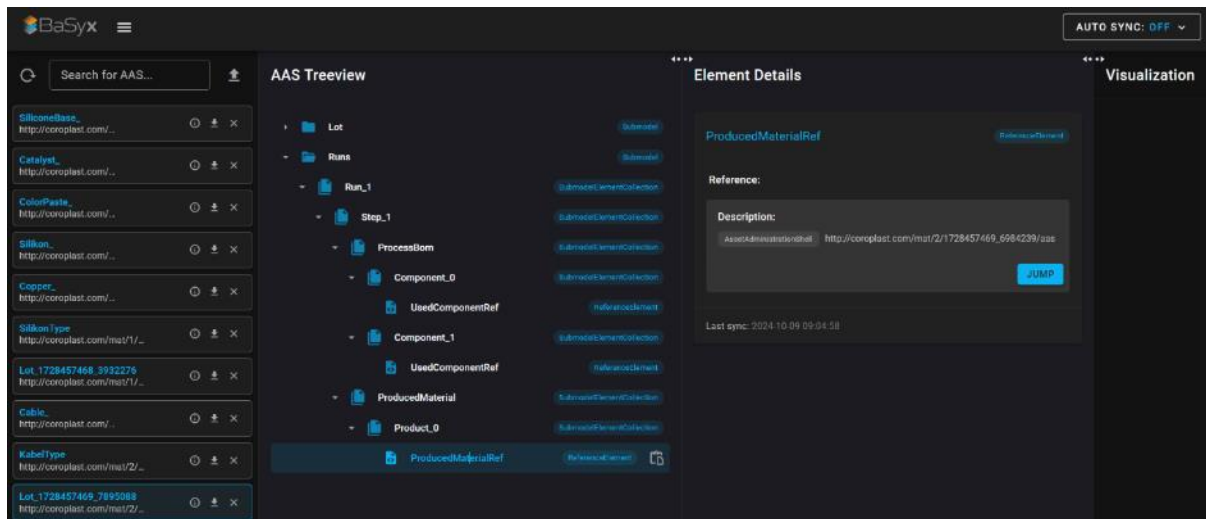 BaSyx
AUTO SYNC: OFF
Search for AAS...
SiliconeBase_
http://coroplast.com/...
Catalyst_
http://coroplast.com/...
ColorPaste_
http://coroplast.com/...
Silikon_
http://coroplast.com/...
Copper_
http://coroplast.com/...
SilikonType
http://coroplast.com/mat/1/...
Lot_1728457468_3932276
http://coroplast.com/mat/1/...
Cable_
http://coroplast.com/...
KabelType
http://coroplast.com/mat/2/...
Lot_1728457469_7895088
http://coroplast.com/mat/2/...
AAS Treeview
Lot Submodel
Runs Submodel
Run_1 SubmodelElementCollection
Step_1 SubmodelElementCollection
ProcessBom SubmodelElementCollection
Component_0 SubmodelElementCollection
UsedComponentRef ReferenceElement
Component_1 SubmodelElementCollection
UsedComponentRef ReferenceElement
ProducedMaterial SubmodelElementCollection
Product_0 SubmodelElementCollection
ProducedMaterialRef ReferenceElement
Element Details
ProducedMaterialRef ReferenceElement
Reference:
Description:
AssetAdministrationShell http://coroplast.com/mat/2/1728457469_6984239/aas
JUMP
Last sync: 2024-10-09 09:04:58
Visualization